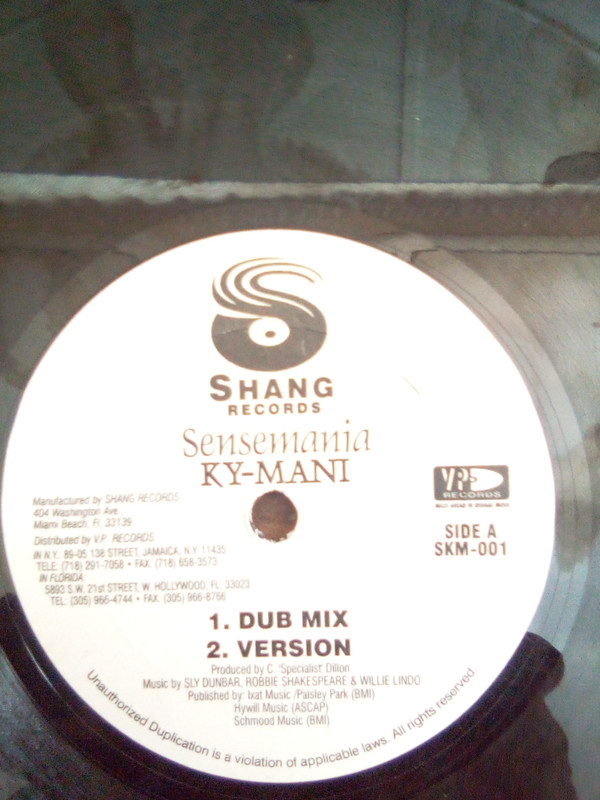 SHANG
RECORDS
Sensemania
KY-MANI
Manufactured by SHANG RECORDS
404 Washington Ave.
Miami Beach, Fl. 33139
Distributed by V.P. RECORDS
IN N.Y.: 89-05 138 STREET, JAMAICA, N.Y 11435
TELE: (718) 291-7058 • FAX: (718) 658-3573
IN FLORIDA:
5893 S.W. 21st STREET, W. HOLLYWOOD, FL 33023
TEL: (305) 966-4744 • FAX: (305) 966-8766
VP
RECORDS
SIDE A
SKM-001
1. DUB MIX
2. VERSION
Produced by C. 'Specialist' Dillon
Music by SLY DUNBAR, ROBBIE SHAKESPEARE & WILLIE LINDO
Published by: Ixat Music /Paisley Park (BMI)
Hywill Music (ASCAP)
Schmood Music (BMI)
Unauthorized Duplication is a violation of applicable laws. All rights reserved